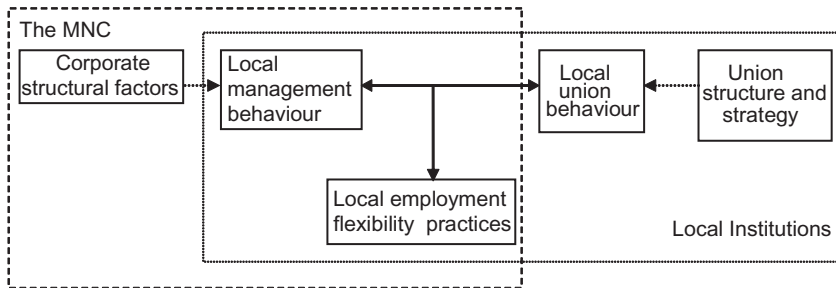 The MNC
Corporate
structural factors
Local
management
behaviour
Local
union
behaviour
Union
structure and
strategy
Local employment
flexibility practices
Local Institutions